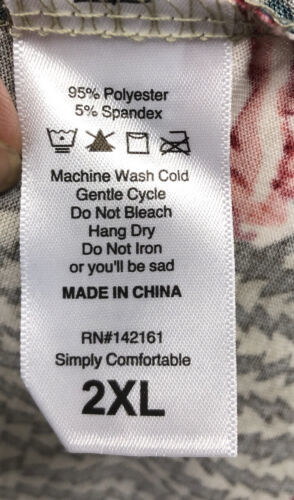 95% Polyester
5% Spandex
Machine Wash Cold
Gentle Cycle
Do Not Bleach
Hang Dry
Do Not Iron
or you'll be sad
MADE IN CHINA
RN#142161
Simply Comfortable
2XL